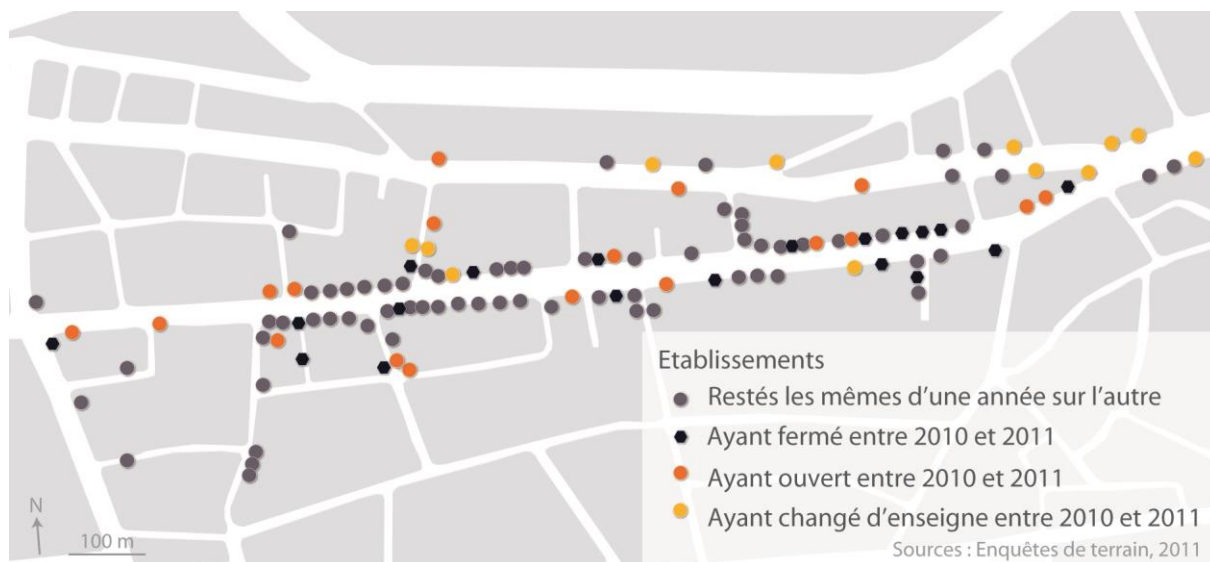 Etablissements
Restés les mêmes d'une année sur l'autre
Ayant fermé entre 2010 et 2011
Ayant ouvert entre 2010 et 2011
Ayant changé d'enseigne entre 2010 et 2011
Sources : Enquêtes de terrain, 2011
N
100 m